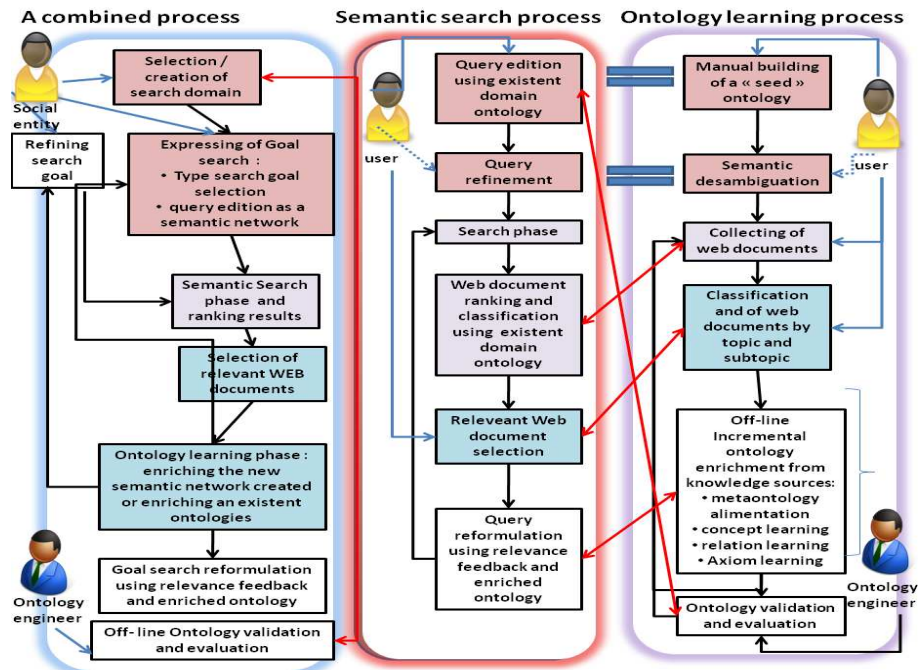 A combined process
Social
entity
Selection /
creation of
search domain
Refining
search
goal
Expressing of Goal
search :
• Type search goal
selection
• query edition as a
semantic network
Semantic Search
phase and
ranking results
Selection of
relevant WEB
documents
Ontology learning phase :
enriching the new
semantic network created
or enriching an existent
ontologies
Ontology
engineer
Goal search reformulation
using relevance feedback
and enriched ontology
Off- line Ontology validation
and evaluation
Semantic search process
user
Query edition
using existent
domain
ontology
Query
refinement
Search phase
Web document
ranking and
classification
using existent
domain
ontology
Releveant Web
document
selection
Query
reformulation
using relevance
feedback and
enriched
ontology
Ontology learning process
Manual building
of a « seed »
ontology
user
Semantic
desambiguation
Collecting of
web documents
Classification
and of web
documents by
topic and
subtopic
Off-line
Incremental
ontology
enrichment from
knowledge sources:
• metaontology
alimentation
• concept learning
• relation learning
• Axiom learning
Ontology
engineer
Ontology validation
and evaluation